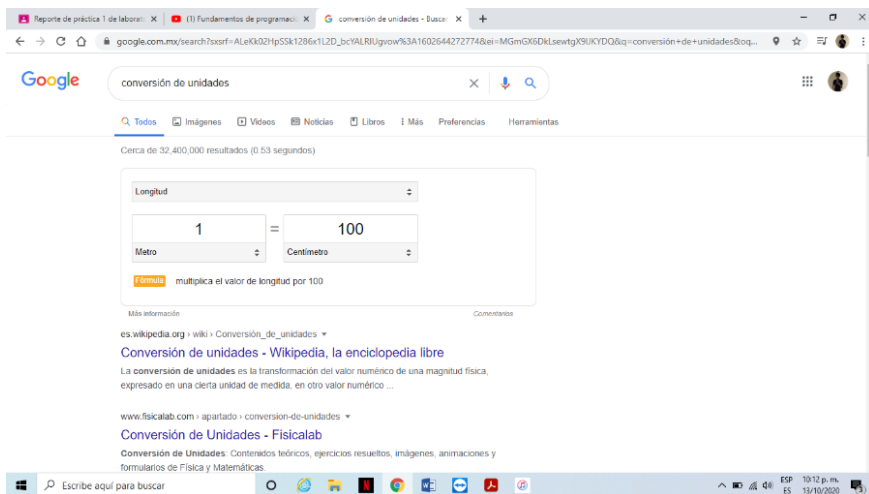 Reporte de práctica 1 de laborato
(1) Fundamentos de programaci
conversión de unidades - Buscar
google.com.mx/search?sxsrf=ALeKk02HpSSk1286x1L2D_bcYALRIUgvow%3A1602644272774&ei=MGmGX6DkLsewtgX9UKYDQ&q=conversión+de+unidades&oq...
Google
conversión de unidades
Todos Imágenes Videos Noticias Libros Más Preferencias Herramientas
Cerca de 32,400,000 resultados (0.53 segundos)
Longitud
1 = 100
Metro Centímetro
Fórmula multiplica el valor de longitud por 100
Más información Comentarios
es.wikipedia.org › wiki › Conversión_de_unidades
Conversión de unidades - Wikipedia, la enciclopedia libre
La conversión de unidades es la transformación del valor numérico de una magnitud física,
expresado en una cierta unidad de medida, en otro valor numérico ...
www.fisicalab.com › apartado › conversion-de-unidades
Conversión de Unidades - Fisicalab
Conversión de Unidades: Contenidos teóricos, ejercicios resueltos, imágenes, animaciones y
formularios de Física y Matemáticas.
Escribe aquí para buscar
ESP 10:12 p. m.
ES 13/10/2020